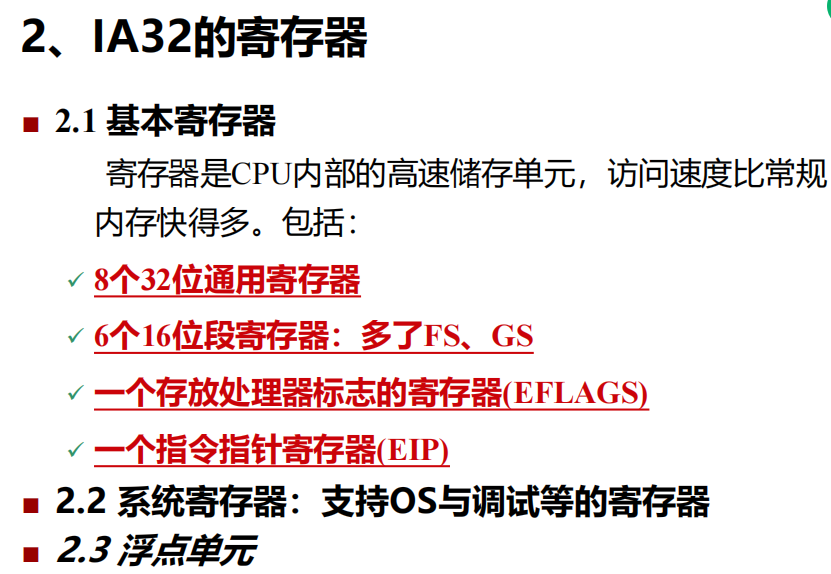 2、IA32的寄存器
2.1 基本寄存器
寄存器是CPU内部的高速储存单元，访问速度比常规
内存快得多。包括：
8个32位通用寄存器
6个16位段寄存器：多了FS、GS
一个存放处理器标志的寄存器(EFLAGS)
一个指令指针寄存器(EIP)
2.2 系统寄存器：支持OS与调试等的寄存器
2.3 浮点单元